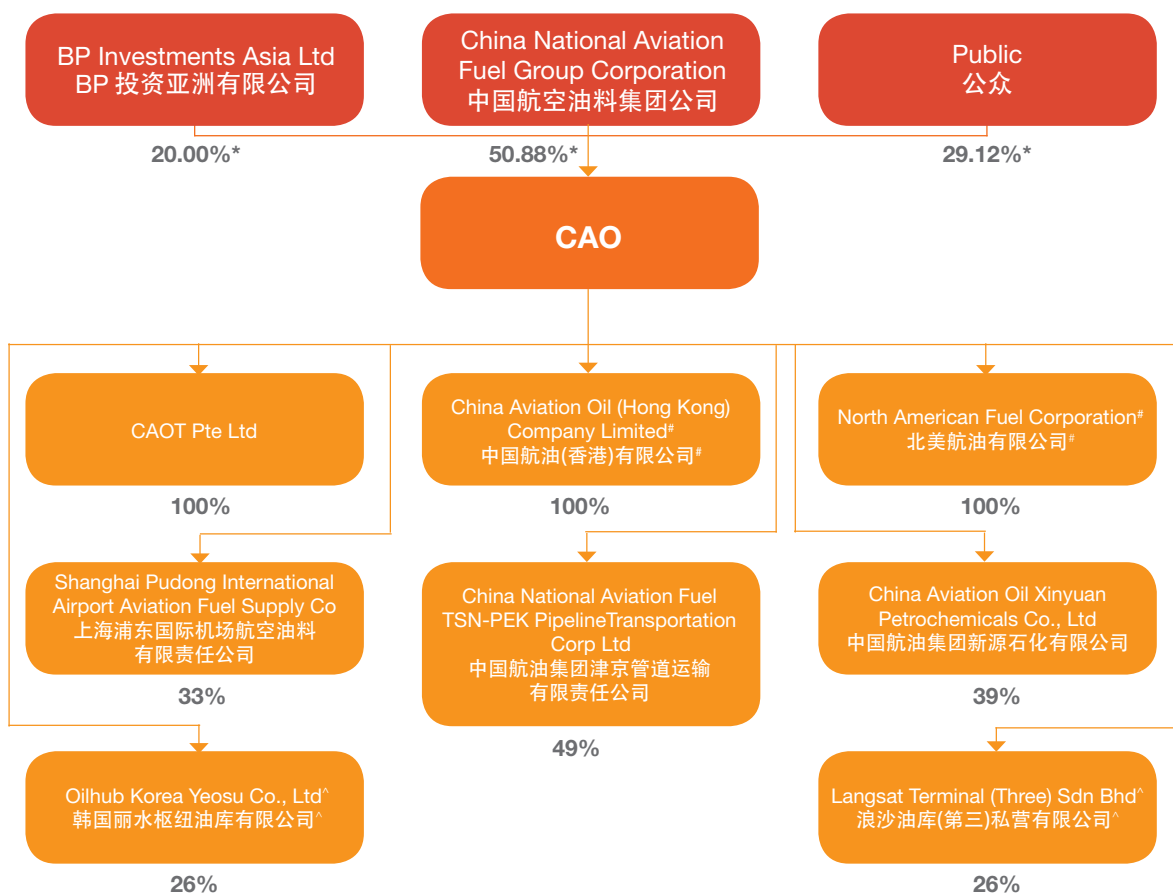 BP Investments Asia Ltd
BP 投资亚洲有限公司
China National Aviation
Fuel Group Corporation
中国航空油料集团公司
Public
公众
20.00%*
50.88%*
29.12%*
CAO
CAOT Pte Ltd
China Aviation Oil (Hong Kong)
Company Limited#
中国航油(香港)有限公司#
North American Fuel Corporation#
北美航油有限公司#
100%
100%
100%
Shanghai Pudong International
Airport Aviation Fuel Supply Co
上海浦东国际机场航空油料
有限责任公司
China National Aviation Fuel
TSN-PEK PipelineTransportation
Corp Ltd
中国航油集团津京管道运输
有限责任公司
China Aviation Oil Xinyuan
Petrochemicals Co., Ltd
中国航油集团新源石化有限公司
33%
49%
39%
Oilhub Korea Yeosu Co., Ltd^
韩国丽水枢纽油库有限公司^
Langsat Terminal (Three) Sdn Bhd^
浪沙油库(第三)私营有限公司^
26%
26%